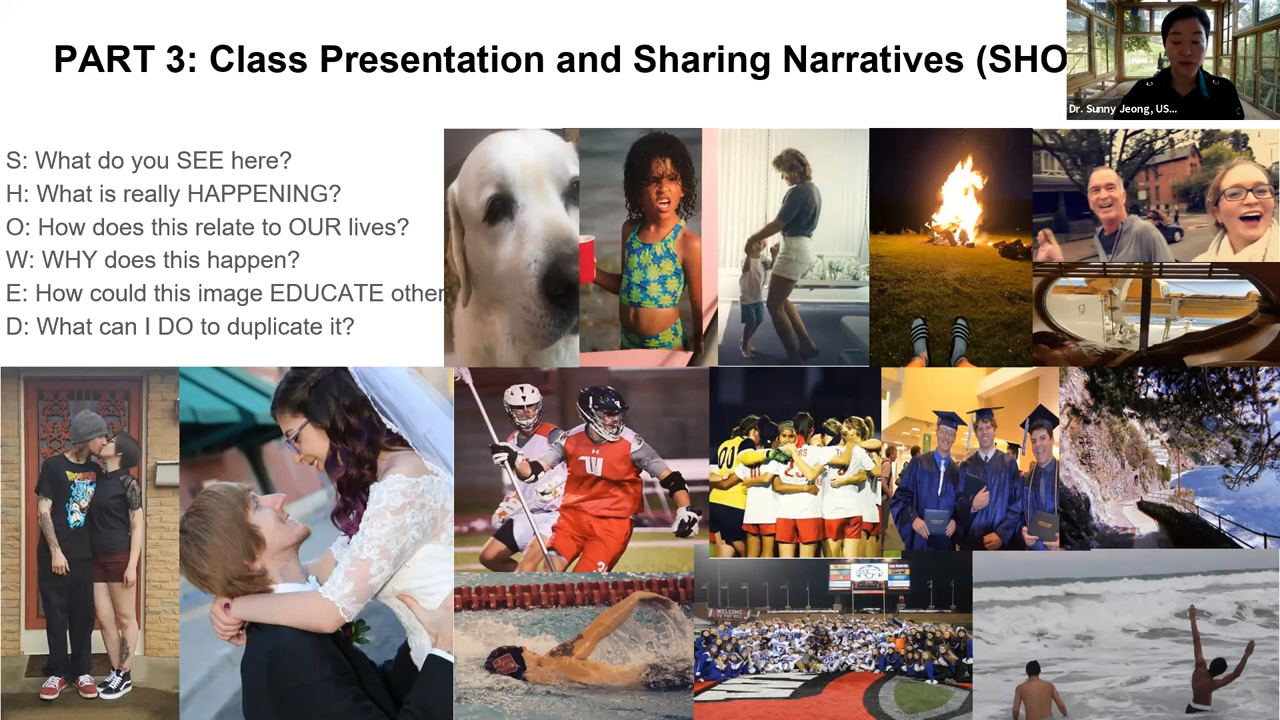 PART 3: Class Presentation and Sharing Narratives (SHO
Dr. Sunny Jeong, US...
S: What do you SEE here?
H: What is really HAPPENING?
O: How does this relate to OUR lives?
W: WHY does this happen?
E: How could this image EDUCATE other
D: What can I DO to duplicate it?
W
00
WELCOME